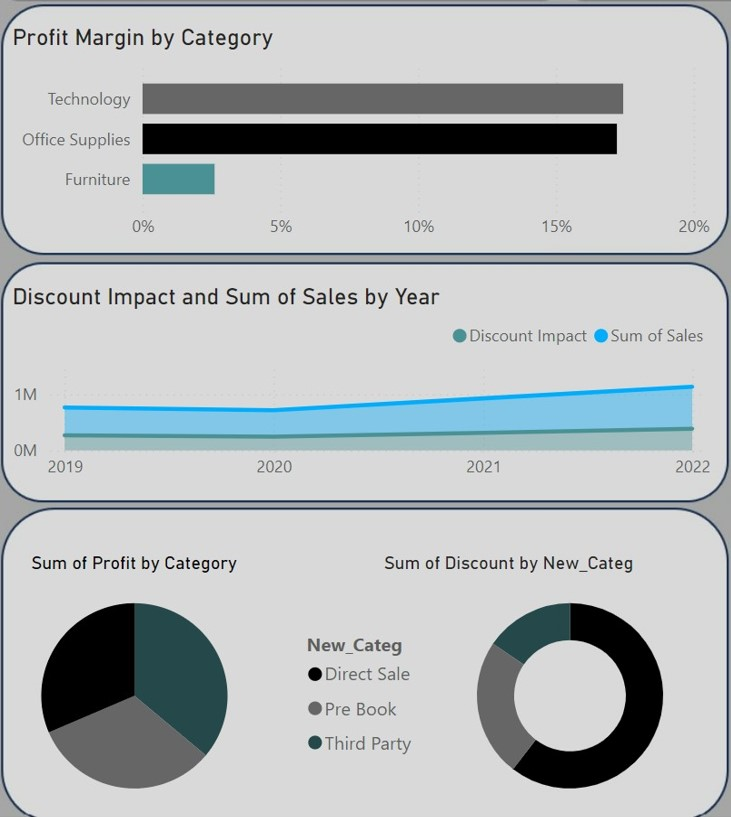 Profit Margin by Category
Technology
Office Supplies
Furniture
0% 5% 10% 15% 20%
Discount Impact and Sum of Sales by Year
Discount Impact Sum of Sales
1M
0M
2019 2020 2021 2022
Sum of Profit by Category
Sum of Discount by New_Categ
New_Categ
Direct Sale
Pre Book
Third Party